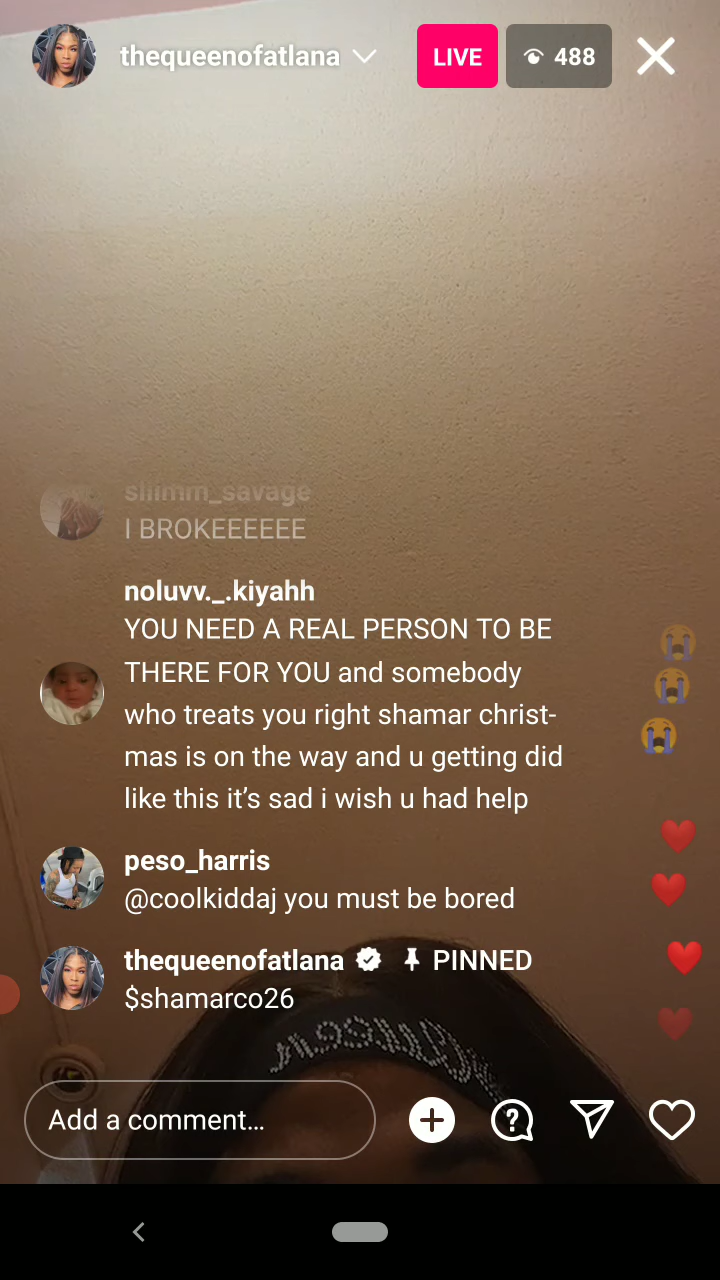 thequeenofatlana
LIVE
488
sliimm_savage
I BROKEEEEEE
noluvv._.kiyahh
YOU NEED A REAL PERSON TO BE
THERE FOR YOU and somebody
who treats you right shamar christ-
mas is on the way and u getting did
like this it’s sad i wish u had help
peso_harris
@coolkiddaj you must be bored
thequeenofatlana PINNED
$shamarco26
Queen
Add a comment...